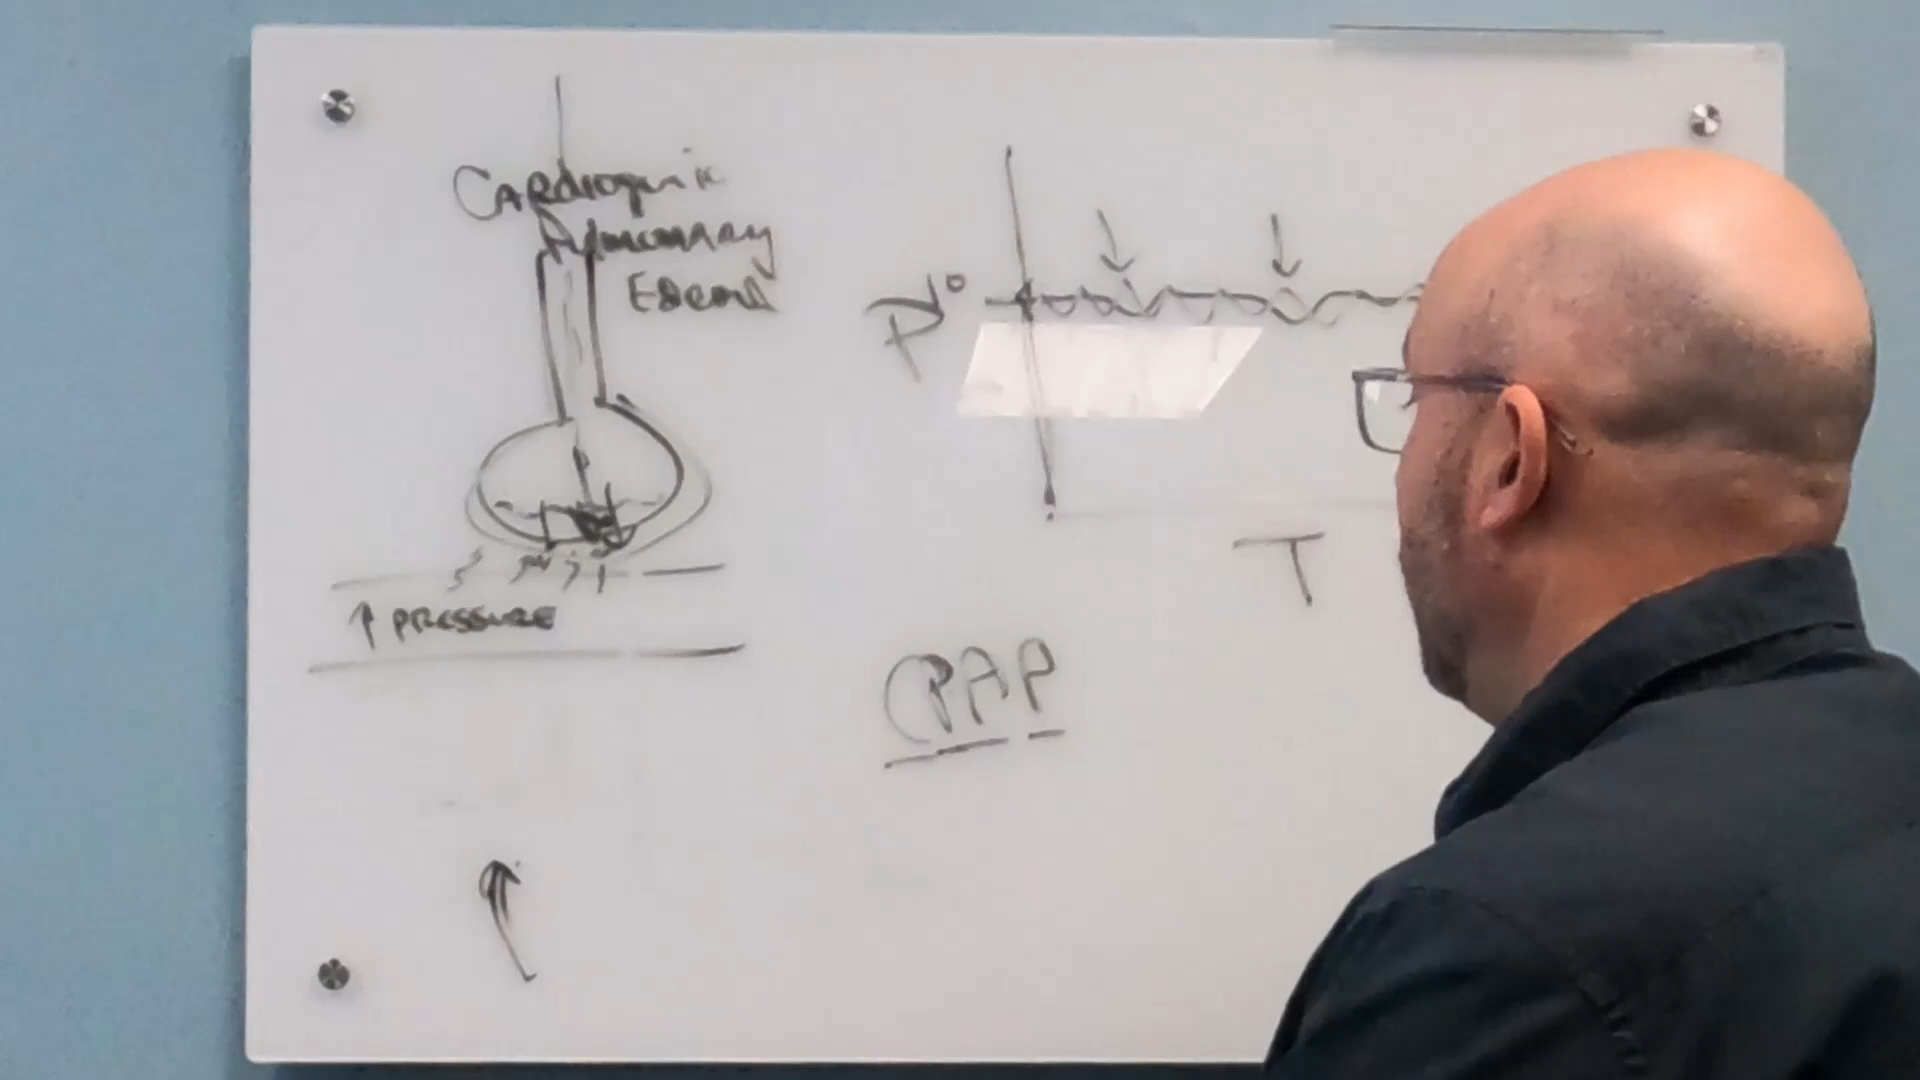 Cardiogenic
Pulmonary
Edema
↑ PRESSURE
P°
T
CPAP